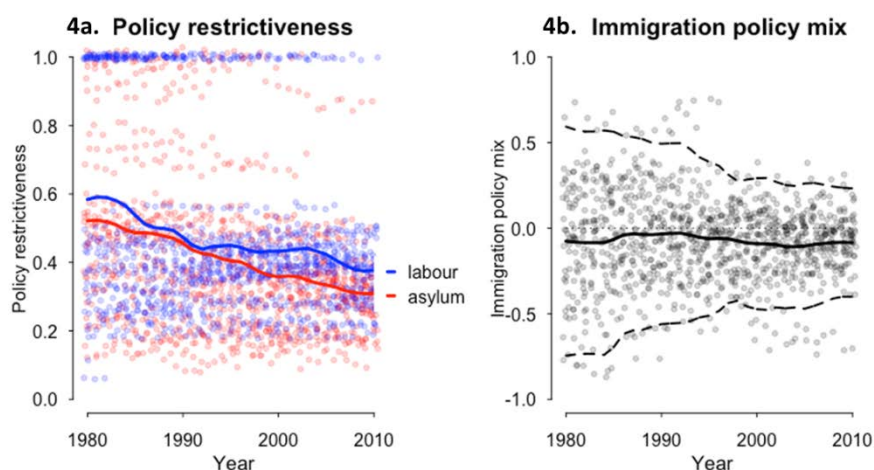 4a. Policy restrictiveness
Policy restrictiveness
1.0
0.8
0.6
0.4
0.2
0.0
1980 1990 2000 2010
Year
labour
asylum
4b. Immigration policy mix
Immigration policy mix
1.0
0.5
0.0
-0.5
-1.0
1980 1990 2000 2010
Year